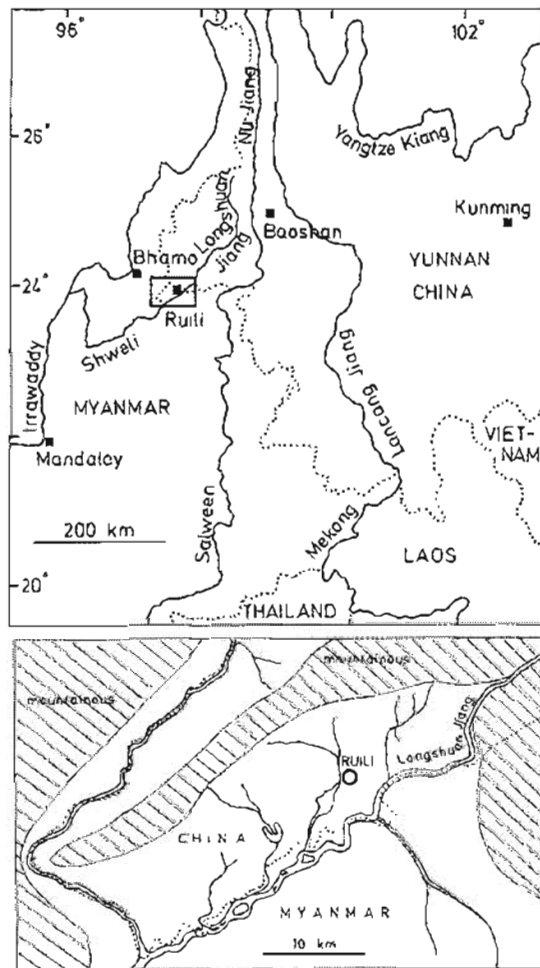 96°
102°
26°
24°
20°
Nu Jiang
Yangtze Kiang
Kunming
Longshuan
Jiang
Baoshan
Bhamo
YUNNAN
CHINA
Ruili
Shweli
Irrawaddy
MYANMAR
Lancang Jiang
VIET-
NAM
Mandalay
200 km
Salween
Mekong
LAOS
THAILAND
mountainous
mountainous
Longshuan Jiang
RUILI
CHINA
MYANMAR
10 km